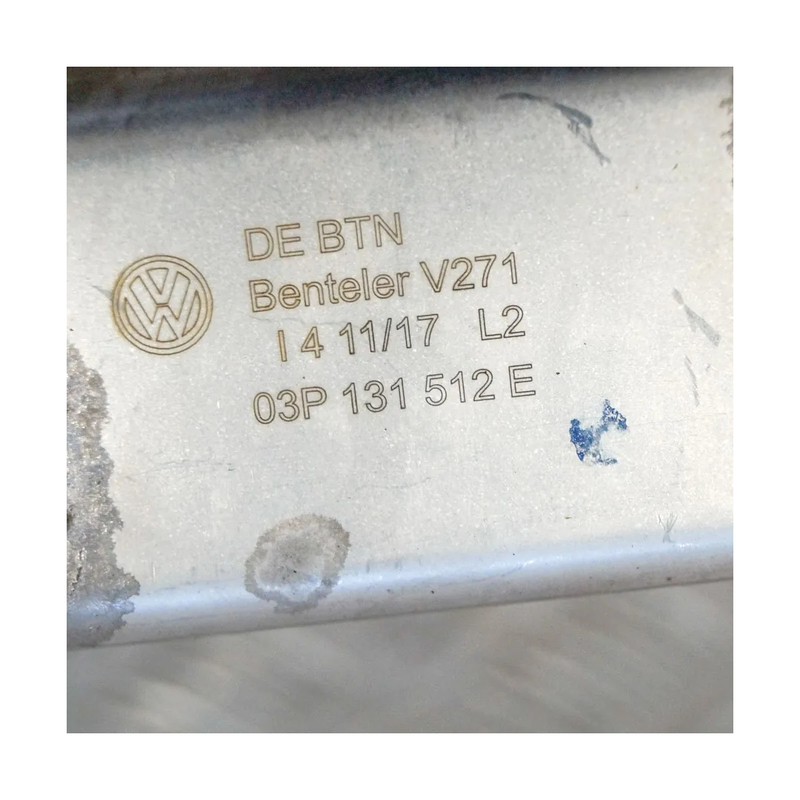 DE BTN
Benteler V271
I 4 11/17 L2
03P 131 512 E